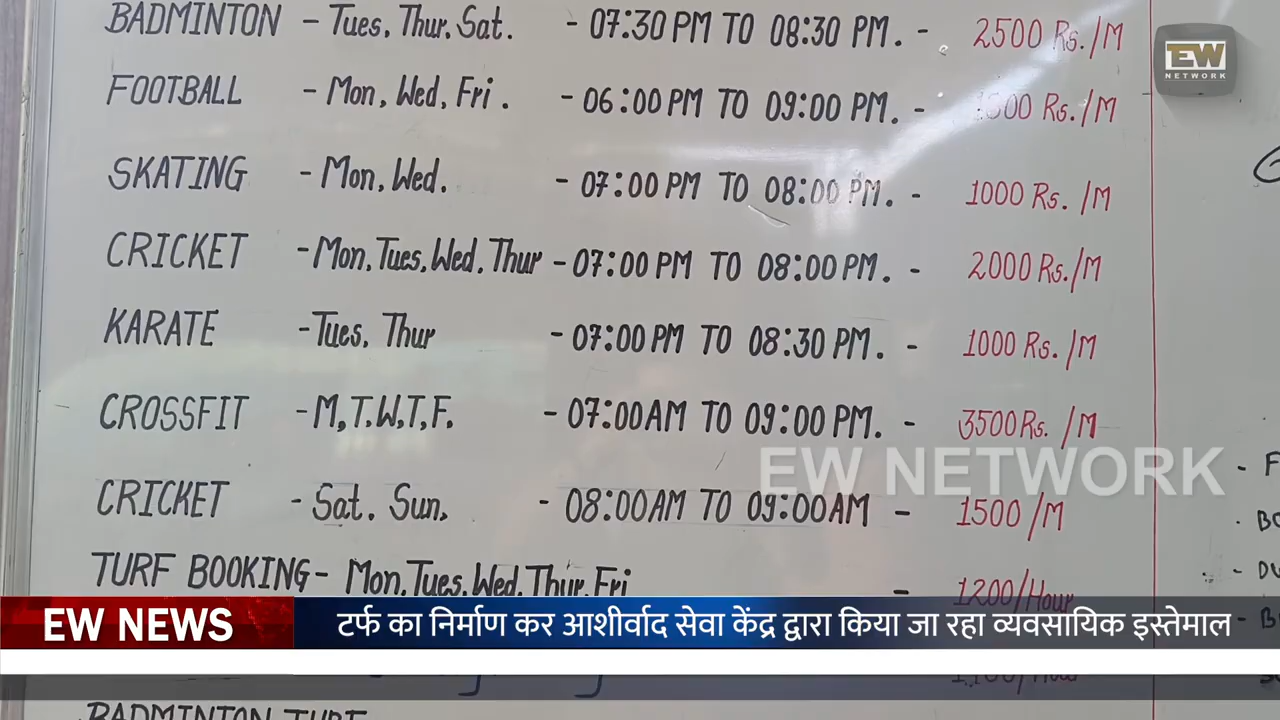 BADMINTON - Tues, Thur, Sat. - 07:30 PM TO 08:30 PM. - 2500 Rs./M
EW
NETWORK
FOOTBALL - Mon, Wed, Fri. - 06:00 PM TO 09:00 PM. - Rs./M
SKATING - Mon, Wed. - 07:00 PM TO 08:00 PM. - 1000 Rs. /M
CRICKET - Mon, Tues, Wed, Thur - 07:00 PM TO 08:00 PM. - 2000 Rs./M
KARATE - Tues, Thur - 07:00 PM TO 08:30 PM. - 1000 Rs. /M
CROSSFIT - M,T,W,T,F. - 07:00 AM TO 09:00 PM. - 3500 Rs. /M
EW NETWORK
CRICKET - Sat, Sun, - 08:00 AM TO 09:00 AM - 1500 /M
TURF BOOKING - Mon, Tues, Wed, Thur, Fri - 1200/Hour
EW NEWS
टर्फ का निर्माण कर आशीर्वाद सेवा केंद्र द्वारा किया जा रहा व्यवसायिक इस्तेमाल
BADMINTON TURF